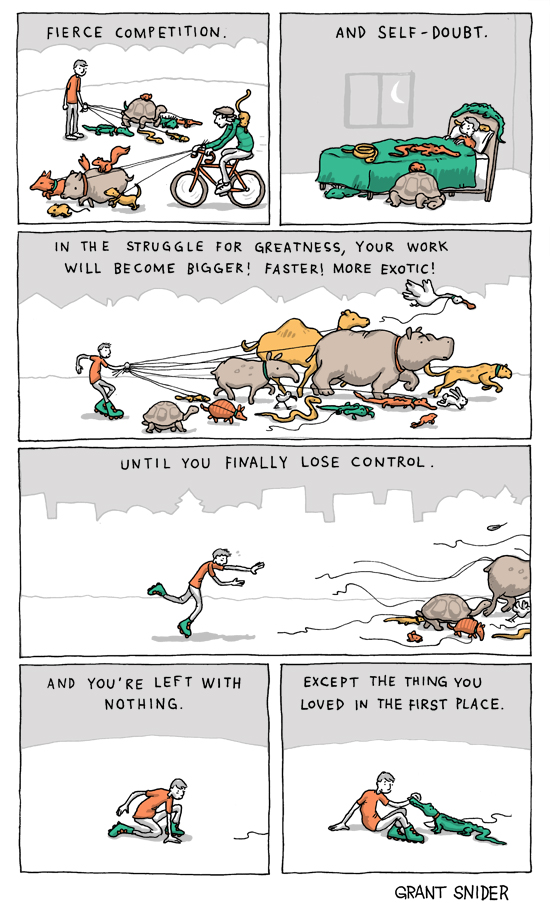 FIERCE COMPETITION.
AND SELF-DOUBT.
IN THE STRUGGLE FOR GREATNESS, YOUR WORK
WILL BECOME BIGGER! FASTER! MORE EXOTIC!
UNTIL YOU FINALLY LOSE CONTROL.
AND YOU'RE LEFT WITH
NOTHING.
EXCEPT THE THING YOU
LOVED IN THE FIRST PLACE.
GRANT SNIDER